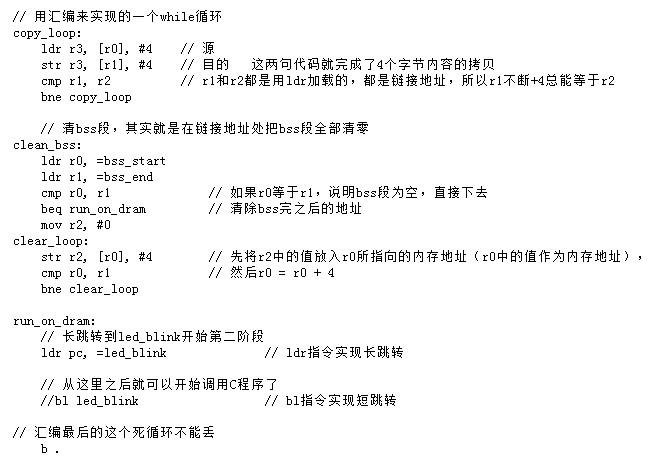 // 用汇编来实现的一个while循环
copy_loop:
    ldr r3, [r0], #4    // 源
    str r3, [r1], #4    // 目的   这两句代码就完成了4个字节内容的拷贝
    cmp r1, r2          // r1和r2都是用ldr加载的，都是链接地址，所以r1不断+4总能等于r2
    bne copy_loop

    // 清bss段，其实就是在链接地址处把bss段全部清零
clean_bss:
    ldr r0, =bss_start
    ldr r1, =bss_end
    cmp r0, r1              // 如果r0等于r1，说明bss段为空，直接下去
    beq run_on_dram         // 清除bss完之后的地址
    mov r2, #0
clear_loop:
    str r2, [r0], #4        // 先将r2中的值放入r0所指向的内存地址（r0中的值作为内存地址），
    cmp r0, r1              // 然后r0 = r0 + 4
    bne clear_loop

run_on_dram:
    // 长跳转到led_blink开始第二阶段
    ldr pc, =led_blink              // ldr指令实现长跳转

    // 从这里之后就可以开始调用C程序了
    //bl led_blink                  // bl指令实现短跳转

// 汇编最后的这个死循环不能丢
    b .